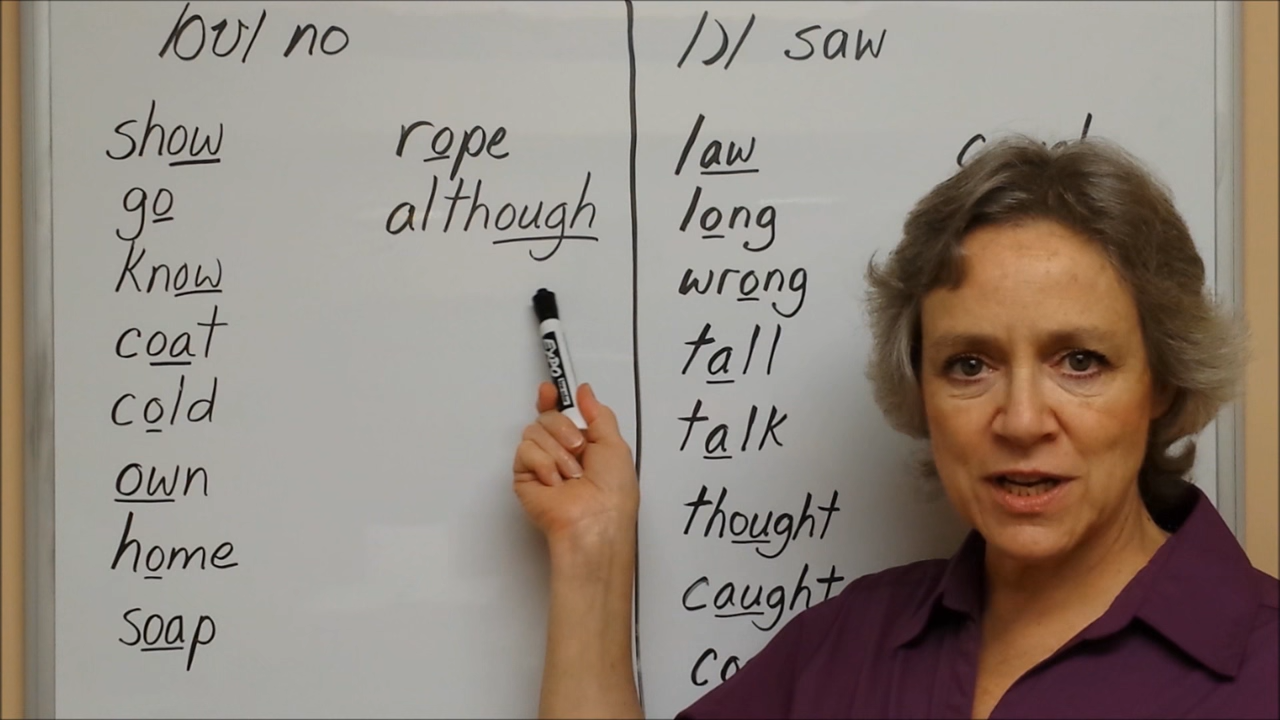 /oʊ/ no
show
go
know
coat
cold
own
home
soap
rope
although
/ɔ/ saw
law
long
wrong
tall
talk
thought
caught
EXPO